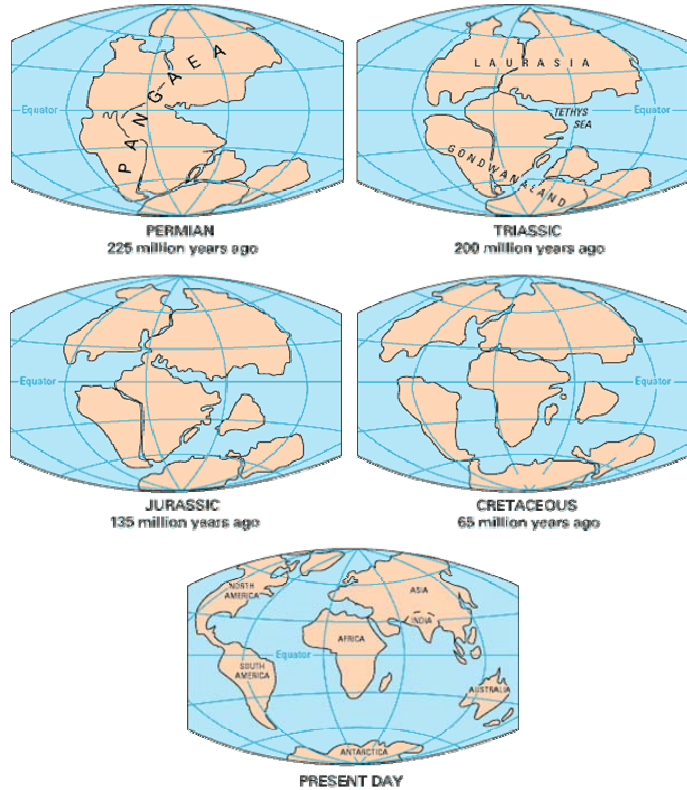 PANGAEA
Equator
PERMIAN
225 million years ago
LAURASIA
TETHYS
SEA
Equator
GONDWANALAND
TRIASSIC
200 million years ago
Equator
JURASSIC
135 million years ago
Equator
CRETACEOUS
65 million years ago
NORTH
AMERICA
ASIA
INDIA
AFRICA
Equator
SOUTH
AMERICA
AUSTRALIA
ANTARCTICA
PRESENT DAY